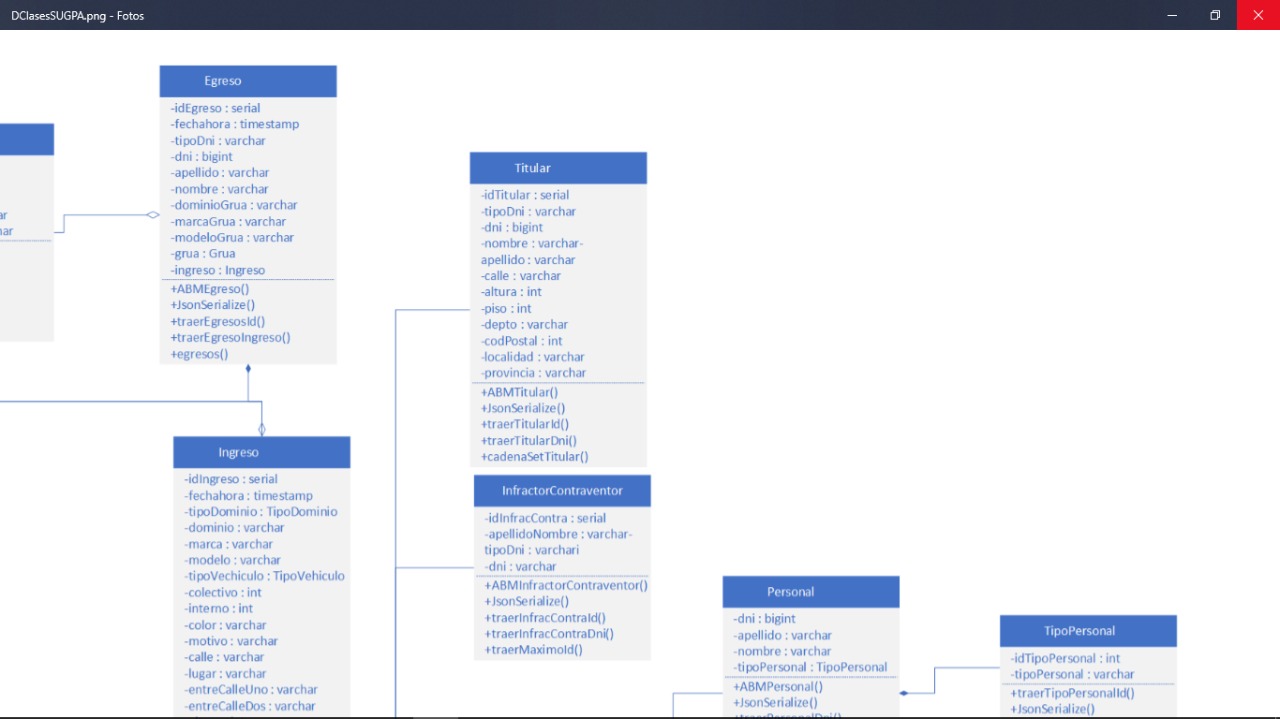 DClasesSUGPA.png - Fotos
Egreso
-idEgreso : serial
-fechahora : timestamp
-tipoDni : varchar
-dni : bigint
-apellido : varchar
-nombre : varchar
-dominioGrua : varchar
-marcaGrua : varchar
-modeloGrua : varchar
-grua : Grua
-ingreso : Ingreso
+ABMEgreso()
+JsonSerialize()
+traerEgresosId()
+traerEgresoIngreso()
+egresos()
Titular
-idTitular : serial
-tipoDni : varchar
-dni : bigint
-nombre : varchar-
apellido : varchar
-calle : varchar
-altura : int
-piso : int
-depto : varchar
-codPostal : int
-localidad : varchar
-provincia : varchar
+ABMTitular()
+JsonSerialize()
+traerTitularId()
+traerTitularDni()
+cadenaSetTitular()
Ingreso
-idIngreso : serial
-fechahora : timestamp
-tipoDominio : TipoDominio
-dominio : varchar
-marca : varchar
-modelo : varchar
-tipoVechiculo : TipoVehiculo
-colectivo : int
-interno : int
-color : varchar
-motivo : varchar
-calle : varchar
-lugar : varchar
-entreCalleUno : varchar
-entreCalleDos : varchar
InfractorContraventor
-idInfracContra : serial
-apellidoNombre : varchar-
tipoDni : varchari
-dni : varchar
+ABMInfractorContraventor()
+JsonSerialize()
+traerInfracContraId()
+traerInfracContraDni()
+traerMaximoId()
Personal
-dni : bigint
-apellido : varchar
-nombre : varchar
-tipoPersonal : TipoPersonal
+ABMPersonal()
+JsonSerialize()
+traerPersonalDni()
TipoPersonal
-idTipoPersonal : int
-tipoPersonal : varchar
+traerTipoPersonalId()
+JsonSerialize()